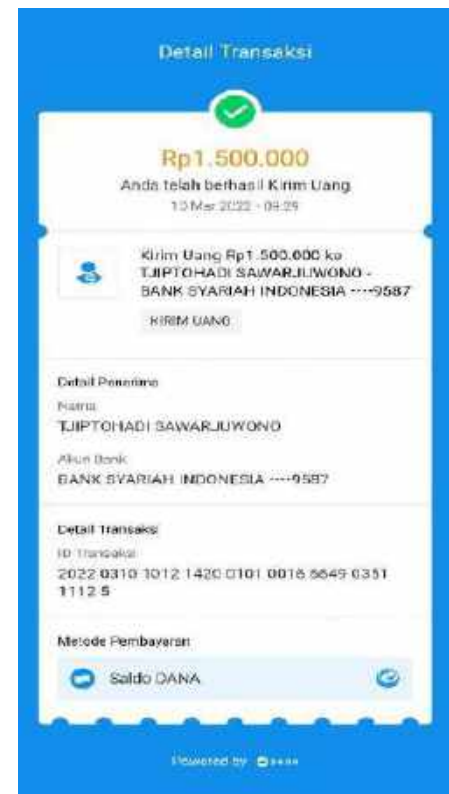 Detail Transaksi
Rp1.500.000
Anda telah berhasil Kirim Uang
10 Mar 2022 - 09:29
Kirim Uang Rp1.500.000 ke
TJIPTOHADI SAWARJUWONO -
BANK SYARIAH INDONESIA ----9587
KIRIM UANG
Detail Penerima
Nama
TJIPTOHADI SAWARJUWONO
Akun Bank
BANK SYARIAH INDONESIA ----9587
Detail Transaksi
ID Transaksi
2022 0310 1012 1420 0101 0016 6649 0351
1112 5
Metode Pembayaran
Saldo DANA
Powered by DANA